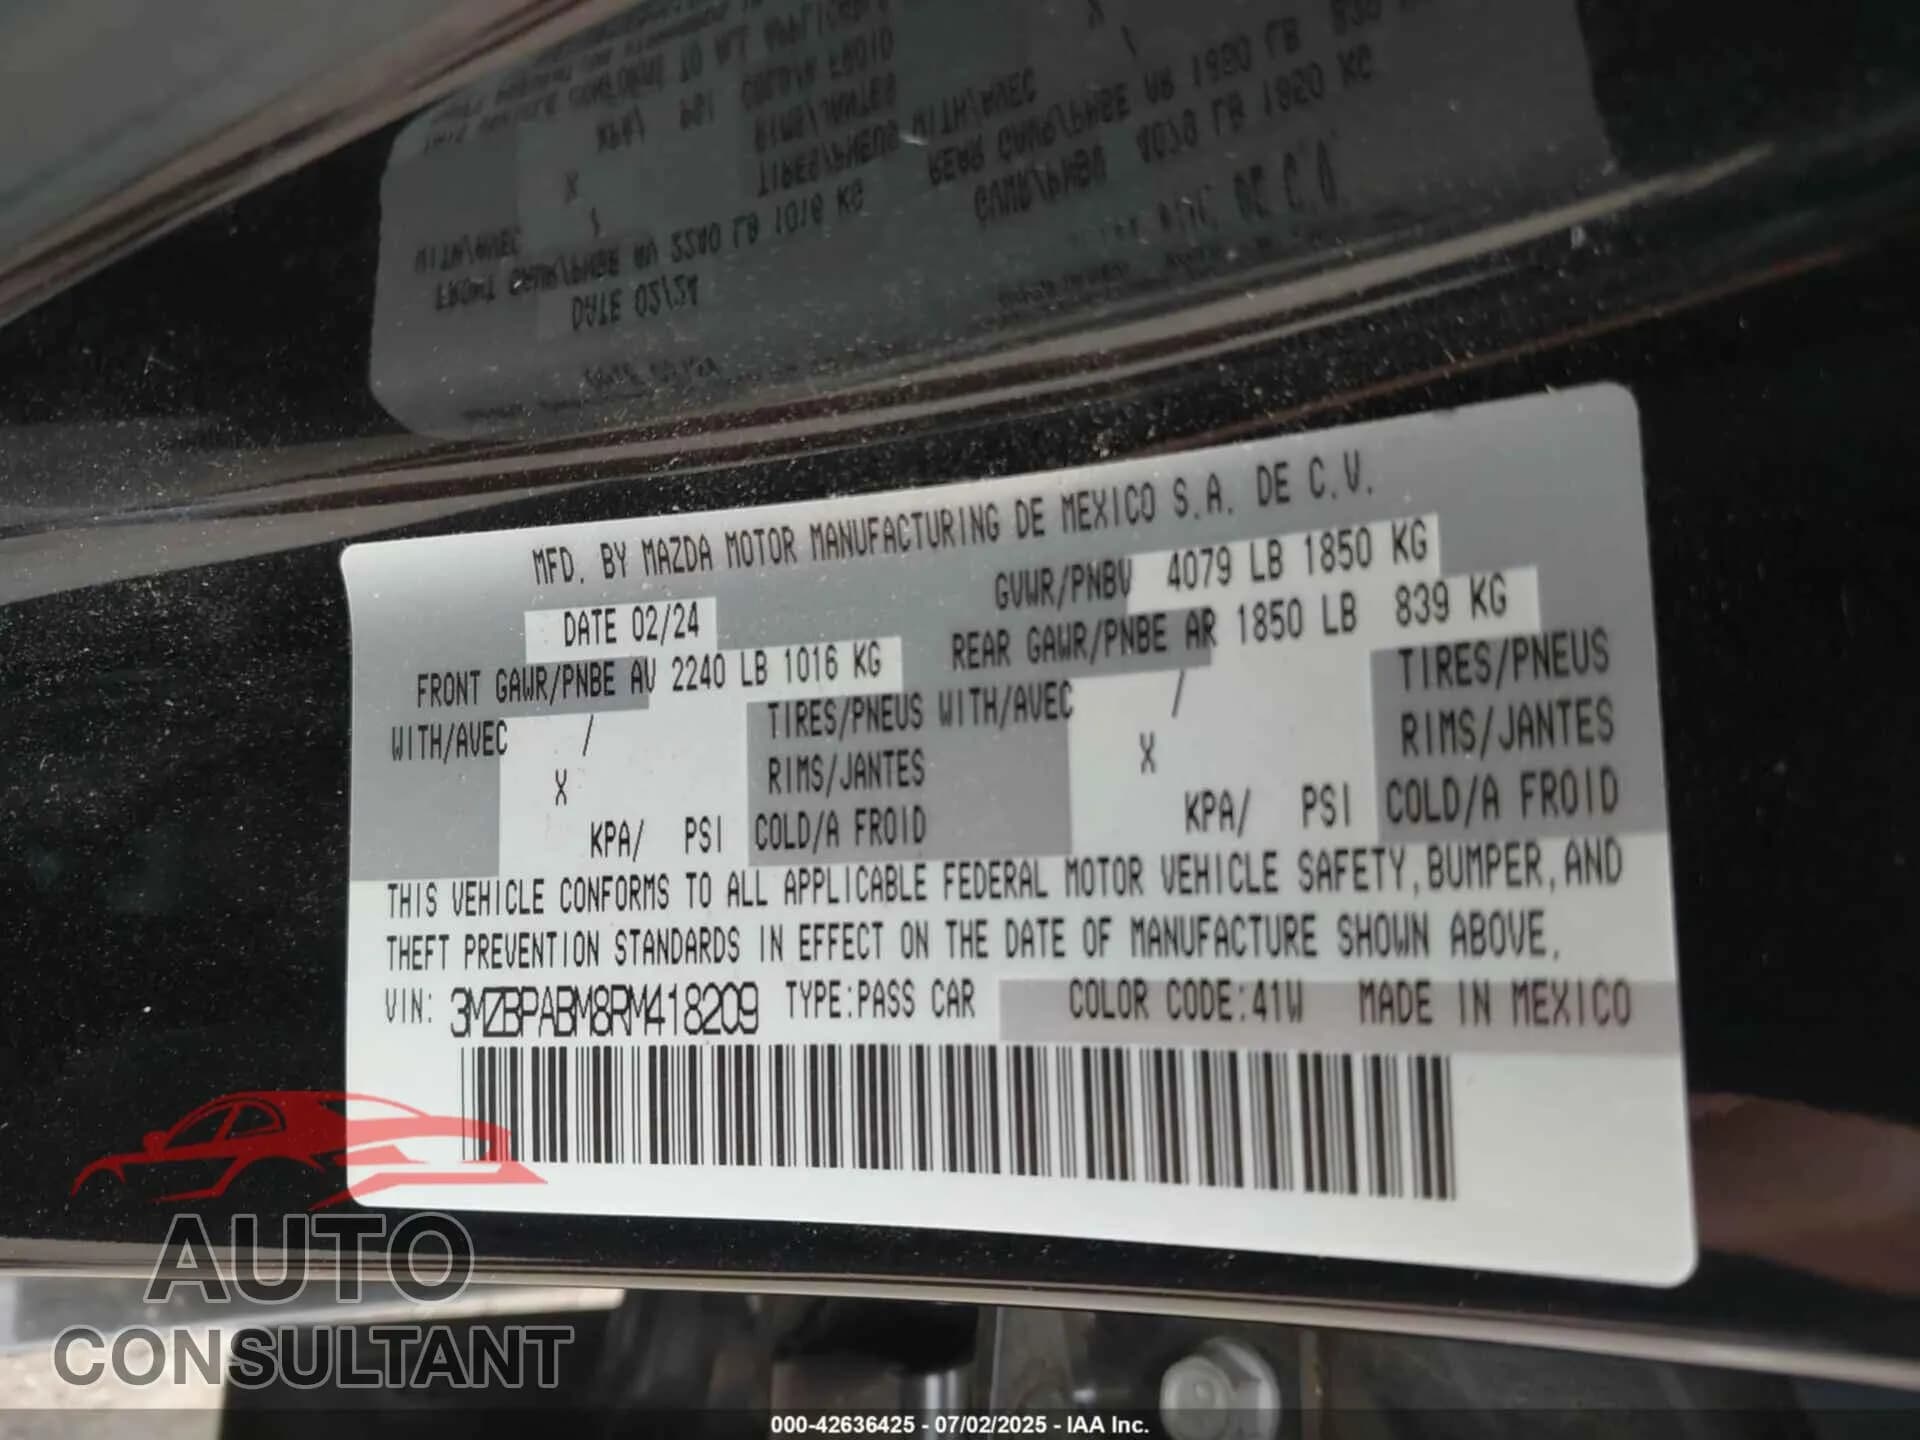 MFD. BY MAZDA MOTOR MANUFACTURING DE MEXICO S.A. DE C.V.
DATE 02/24 GVWR/PNBV 4079 LB 1850 KG
FRONT GAWR/PNBE AV 2240 LB 1016 KG REAR GAWR/PNBE AR 1850 LB 839 KG
WITH/AVEC / TIRES/PNEUS WITH/AVEC / TIRES/PNEUS
X RIMS/JANTES X RIMS/JANTES
KPA/ PSI COLD/A FROID KPA/ PSI COLD/A FROID
THIS VEHICLE CONFORMS TO ALL APPLICABLE FEDERAL MOTOR VEHICLE SAFETY, BUMPER, AND
THEFT PREVENTION STANDARDS IN EFFECT ON THE DATE OF MANUFACTURE SHOWN ABOVE.
VIN: 3MZBPABM8RM418209 TYPE:PASS CAR COLOR CODE:41W MADE IN MEXICO
AUTO
CONSULTANT
000-42636425 - 07/02/2025 - IAA Inc.